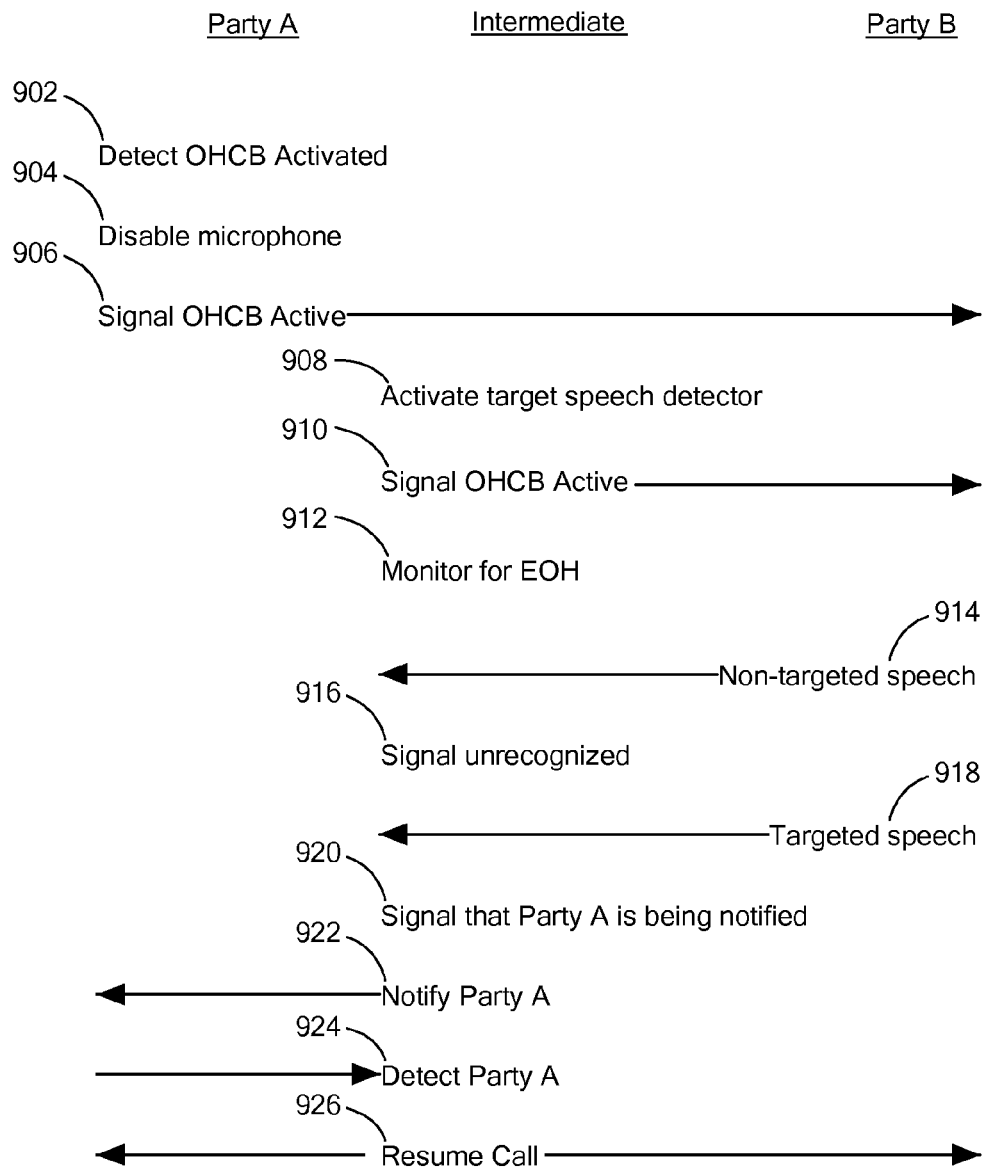 Party A Intermediate Party B
902
Detect OHCB Activated
904
Disable microphone
906
Signal OHCB Active
908
Activate target speech detector
910
Signal OHCB Active
912
Monitor for EOH
914
Non-targeted speech
916
Signal unrecognized
918
Targeted speech
920
Signal that Party A is being notified
922
Notify Party A
924
Detect Party A
926
Resume Call